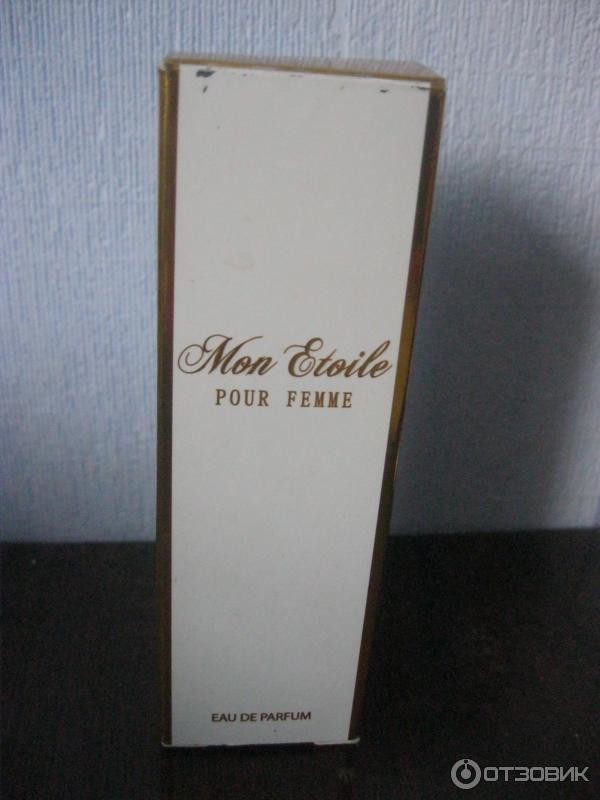 Mon Etoile
POUR FEMME
EAU DE PARFUM
ОТЗОВИК